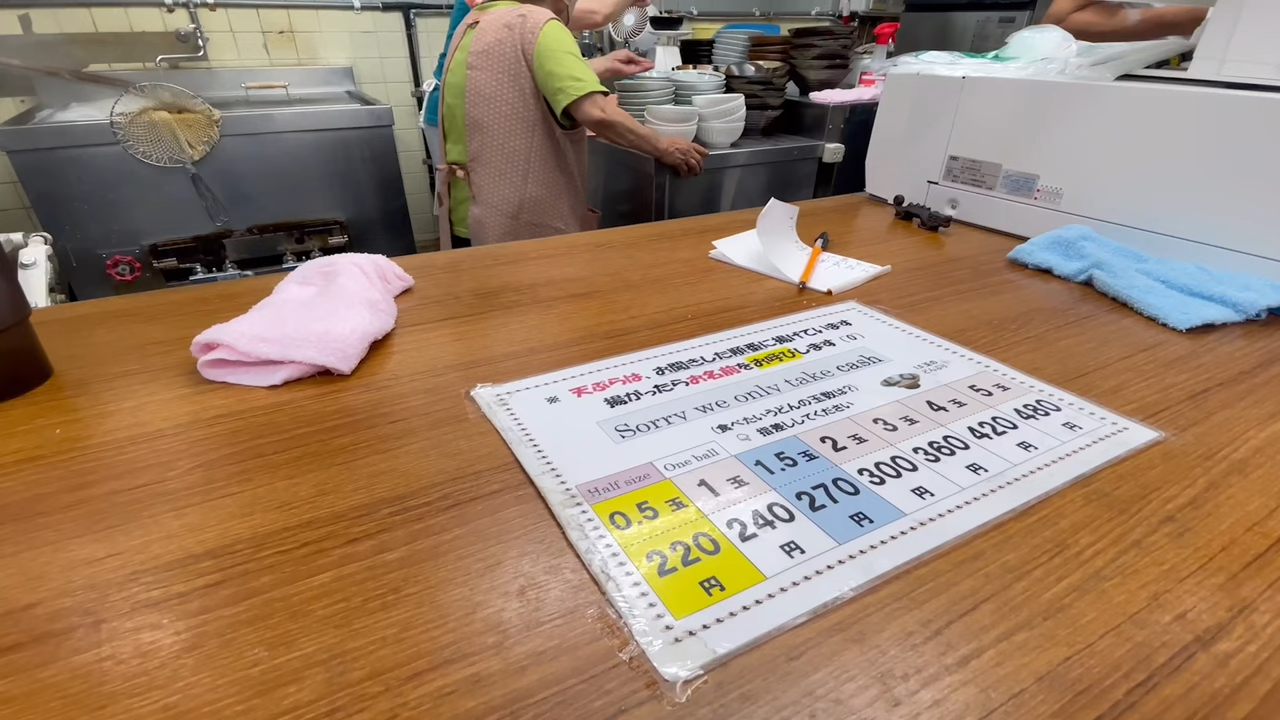 ※ 天ぷらは、お聞きした順番に揚げています
揚がったらお名前をお呼びします (0)
Sorry we only take cash
(食べたいうどんの玉数は?)
指差ししてください
Half size One ball
0.5 玉 1 玉 1.5 玉 2 玉 3 玉 4 玉 5 玉
220 円 240 円 270 円 300 円 360 円 420 円 480 円